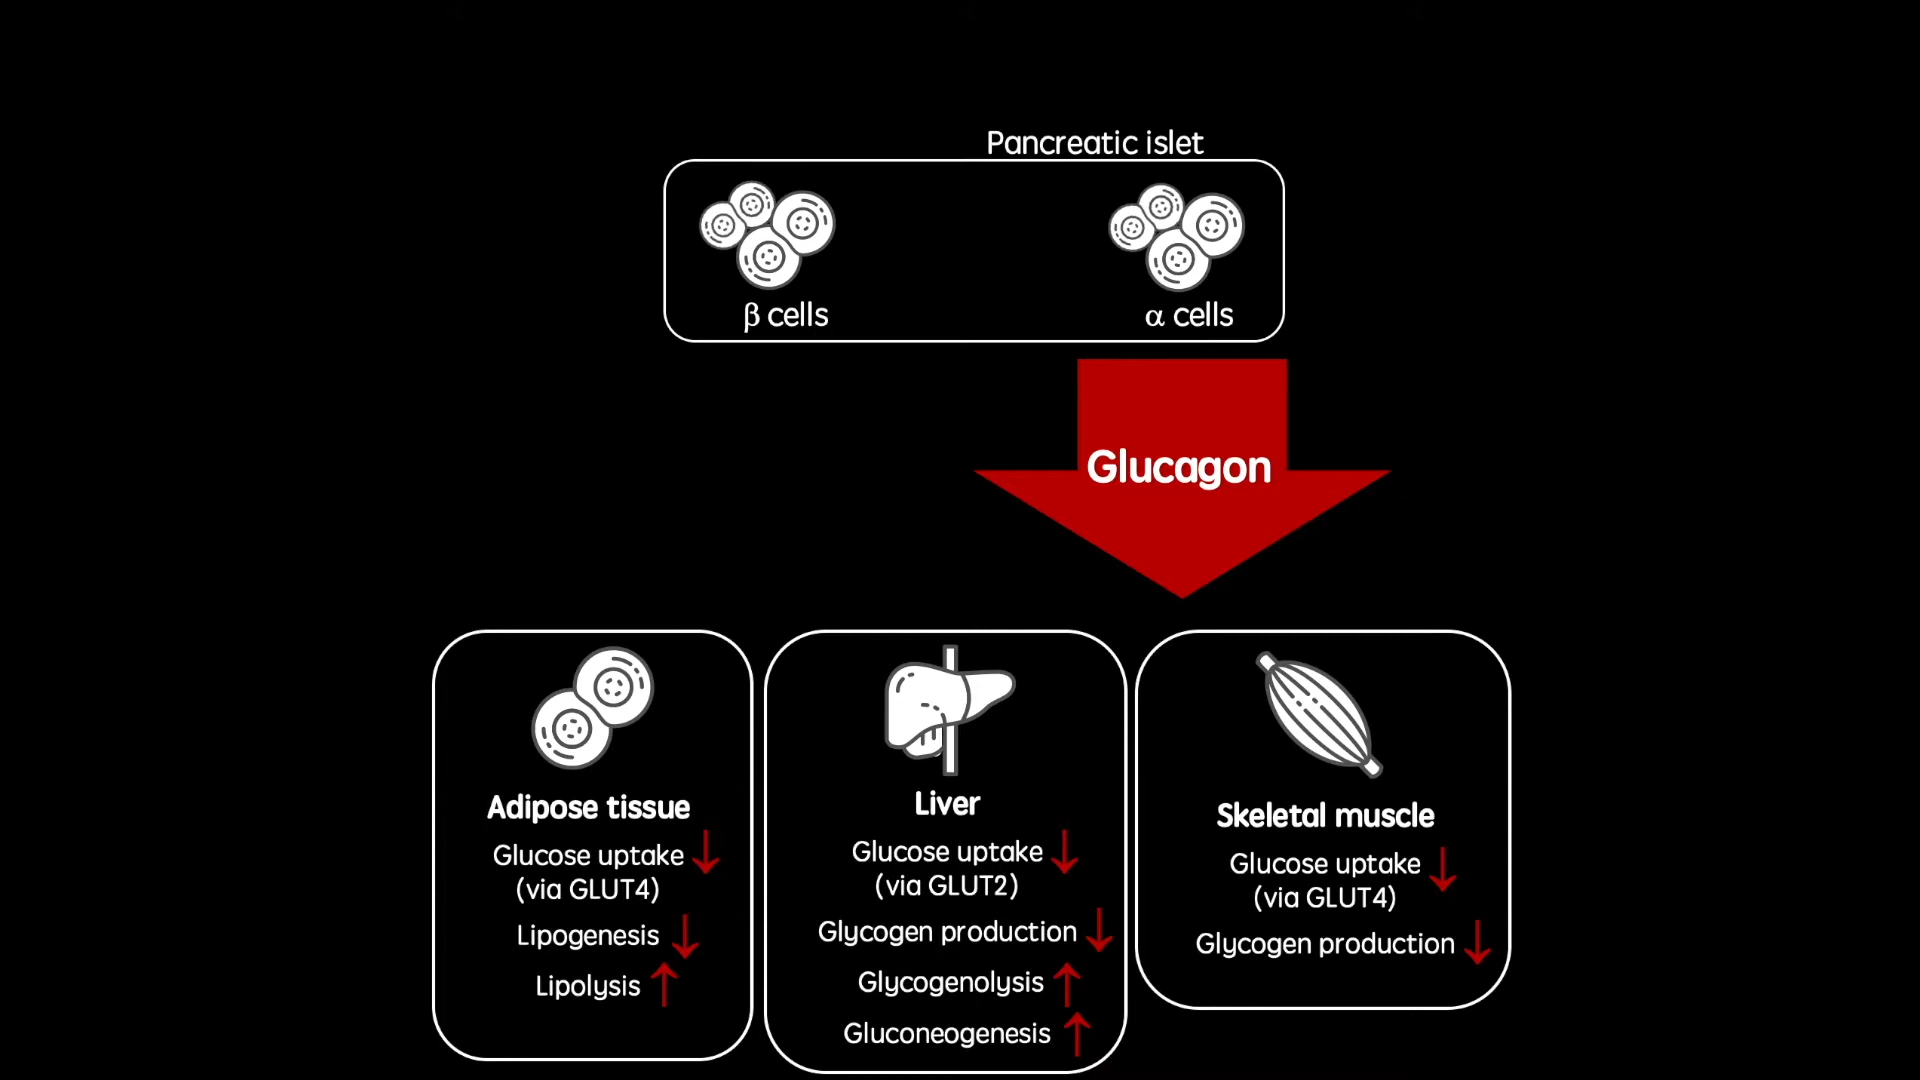 Pancreatic islet
β cells
α cells
Glucagon
Adipose tissue
Glucose uptake
(via GLUT4)
Lipogenesis
Lipolysis
Liver
Glucose uptake
(via GLUT2)
Glycogen production
Glycogenolysis
Gluconeogenesis
Skeletal muscle
Glucose uptake
(via GLUT4)
Glycogen production